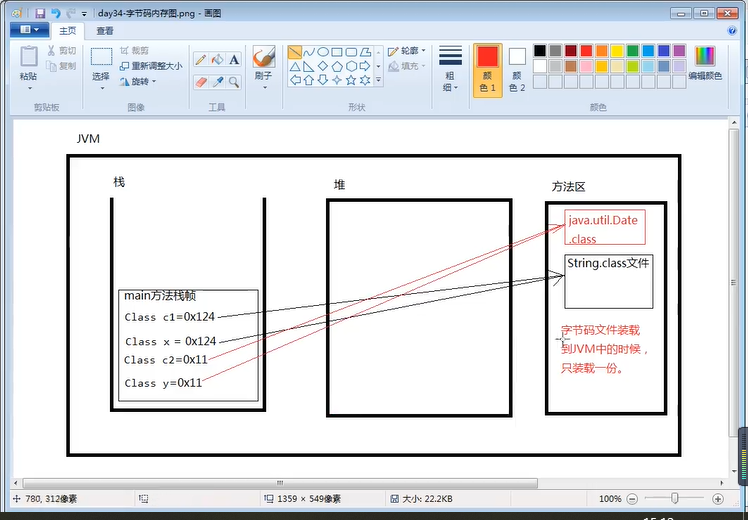 day34-字节码内存图.png - 画图
主页
查看
粘贴
剪切
复制
剪贴板
选择
裁剪
重新调整大小
旋转
图像
工具
刷子
形状
轮廓
填充
粗细
颜色 1
颜色 2
颜色
编辑颜色
JVM
栈
堆
方法区
java.util.Date
.class
String.class文件
main方法栈帧
Class c1=0x124
Class x = 0x124
Class c2=0x11
Class y=0x11
字节码文件装载
到JVM中的时候，
只装载一份。
780, 312像素
1359 × 549像素
大小: 22.2KB
100%